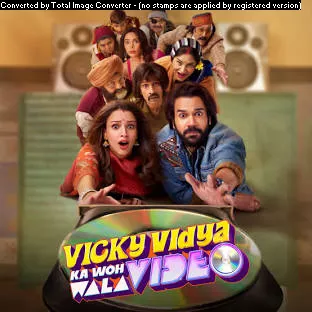 Converted by Total Image Converter - (no stamps are applied by registered version)
VICKY VIDYA
KA WOH
WALA VIDEO